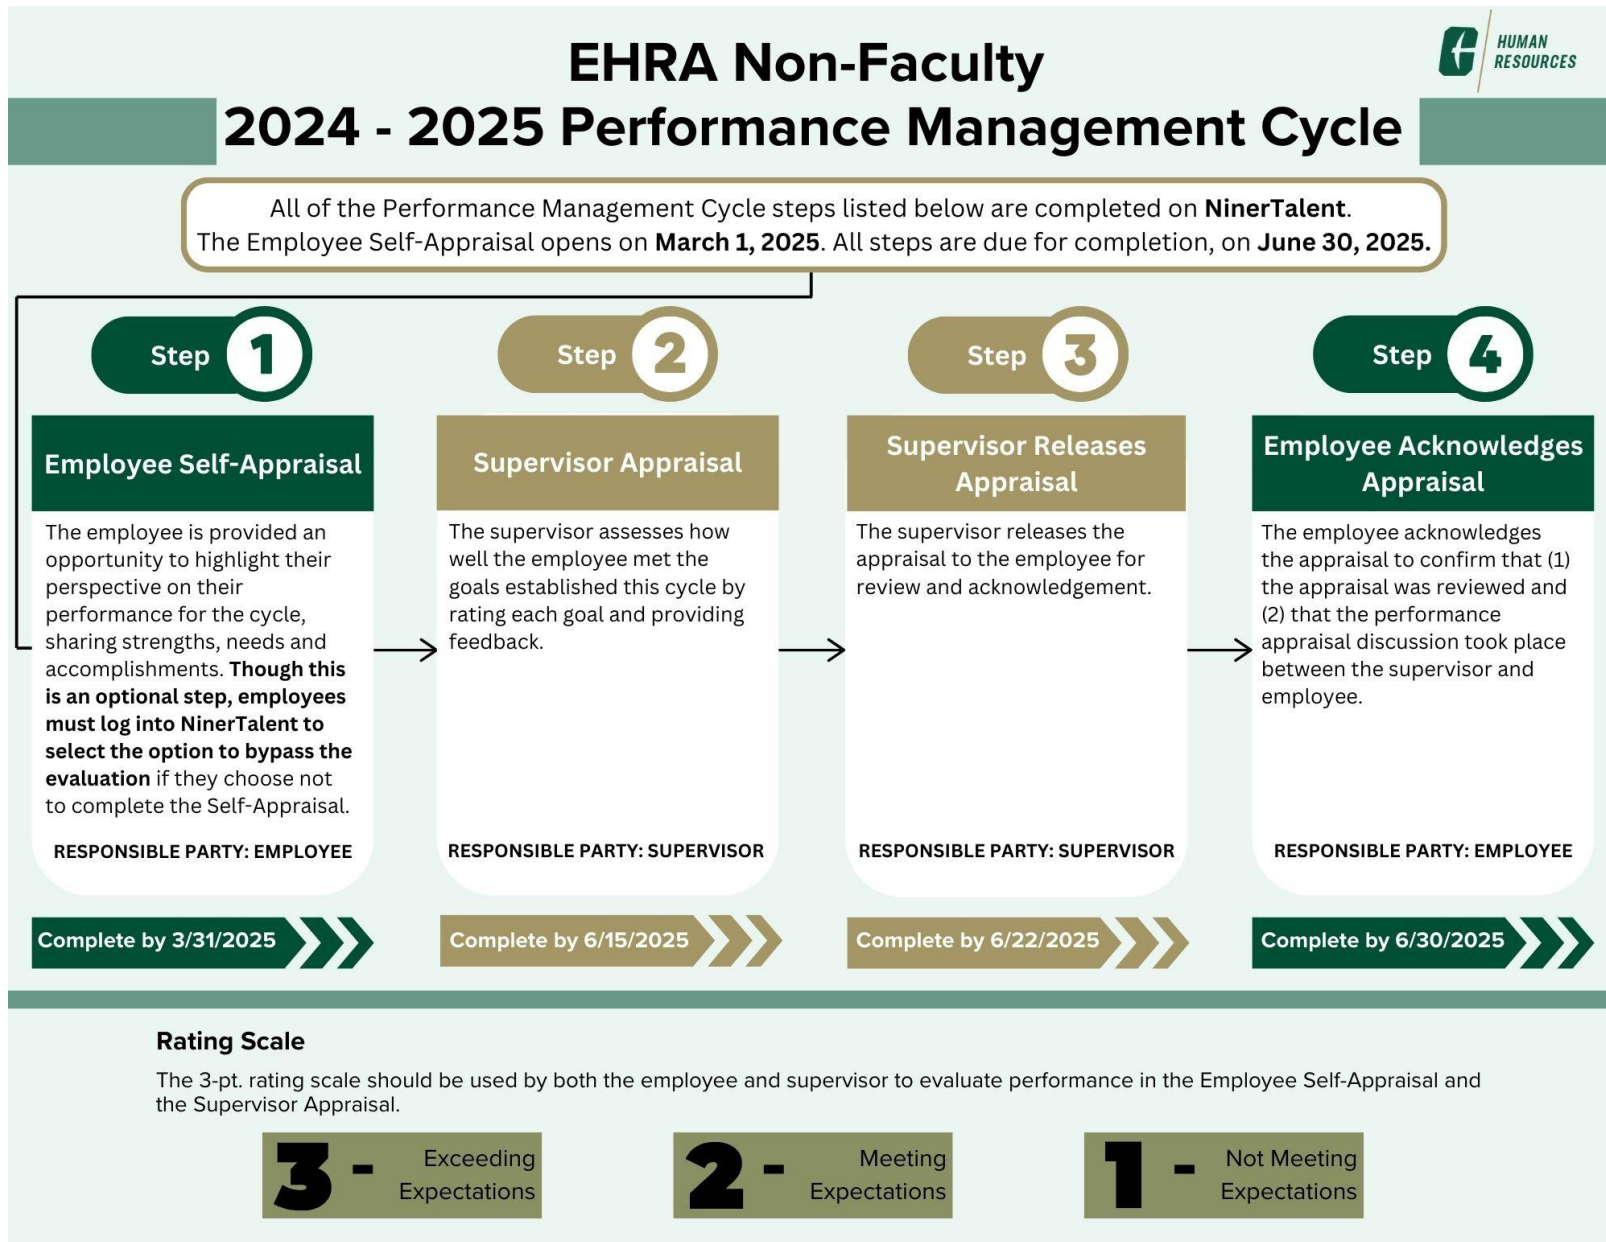 HUMAN
RESOURCES
EHRA Non-Faculty
2024 - 2025 Performance Management Cycle
All of the Performance Management Cycle steps listed below are completed on NinerTalent.
The Employee Self-Appraisal opens on March 1, 2025. All steps are due for completion, on June 30, 2025.
Step 1
Employee Self-Appraisal
The employee is provided an
opportunity to highlight their
perspective on their
performance for the cycle,
sharing strengths, needs and
accomplishments. Though this
is an optional step, employees
must log into NinerTalent to
select the option to bypass the
evaluation if they choose not
to complete the Self-Appraisal.
RESPONSIBLE PARTY: EMPLOYEE
Complete by 3/31/2025
Step 2
Supervisor Appraisal
The supervisor assesses how
well the employee met the
goals established this cycle by
rating each goal and providing
feedback.
RESPONSIBLE PARTY: SUPERVISOR
Complete by 6/15/2025
Step 3
Supervisor Releases
Appraisal
The supervisor releases the
appraisal to the employee for
review and acknowledgement.
RESPONSIBLE PARTY: SUPERVISOR
Complete by 6/22/2025
Step 4
Employee Acknowledges
Appraisal
The employee acknowledges
the appraisal to confirm that (1)
the appraisal was reviewed and
(2) that the performance
appraisal discussion took place
between the supervisor and
employee.
RESPONSIBLE PARTY: EMPLOYEE
Complete by 6/30/2025
Rating Scale
The 3-pt. rating scale should be used by both the employee and supervisor to evaluate performance in the Employee Self-Appraisal and
the Supervisor Appraisal.
3 - Exceeding
Expectations
2 - Meeting
Expectations
1 - Not Meeting
Expectations